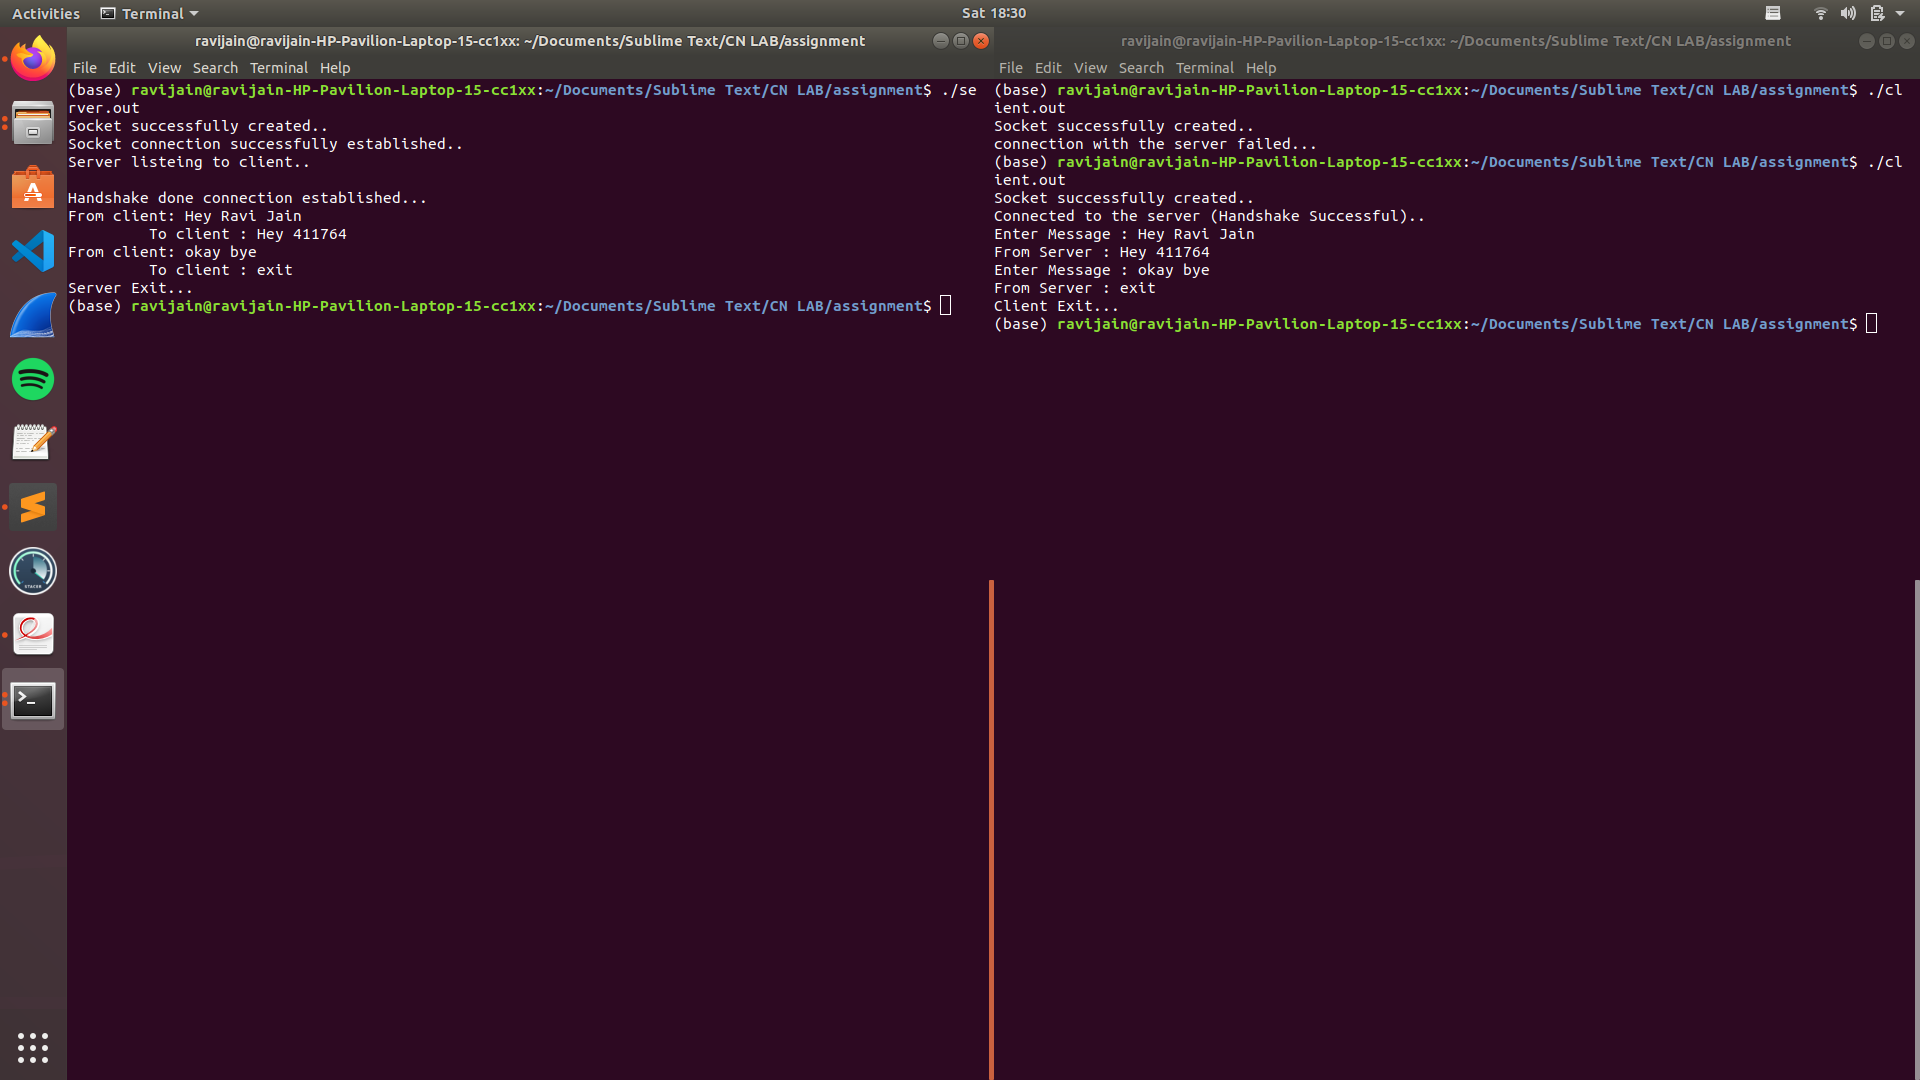 Activities Terminal Sat 18:30
ravijain@ravijain-HP-Pavilion-Laptop-15-cc1xx: ~/Documents/Sublime Text/CN LAB/assignment
File Edit View Search Terminal Help
(base) ravijain@ravijain-HP-Pavilion-Laptop-15-cc1xx:~/Documents/Sublime Text/CN LAB/assignment$ ./se
rver.out
Socket successfully created..
Socket connection successfully established..
Server listeing to client..
Handshake done connection established...
From client: Hey Ravi Jain
To client : Hey 411764
From client: okay bye
To client : exit
Server Exit...
(base) ravijain@ravijain-HP-Pavilion-Laptop-15-cc1xx:~/Documents/Sublime Text/CN LAB/assignment$
ravijain@ravijain-HP-Pavilion-Laptop-15-cc1xx: ~/Documents/Sublime Text/CN LAB/assignment
File Edit View Search Terminal Help
(base) ravijain@ravijain-HP-Pavilion-Laptop-15-cc1xx:~/Documents/Sublime Text/CN LAB/assignment$ ./cl
ient.out
Socket successfully created..
connection with the server failed...
(base) ravijain@ravijain-HP-Pavilion-Laptop-15-cc1xx:~/Documents/Sublime Text/CN LAB/assignment$ ./cl
ient.out
Socket successfully created..
Connected to the server (Handshake Successful)..
Enter Message : Hey Ravi Jain
From Server : Hey 411764
Enter Message : okay bye
From Server : exit
Client Exit...
(base) ravijain@ravijain-HP-Pavilion-Laptop-15-cc1xx:~/Documents/Sublime Text/CN LAB/assignment$
STACER